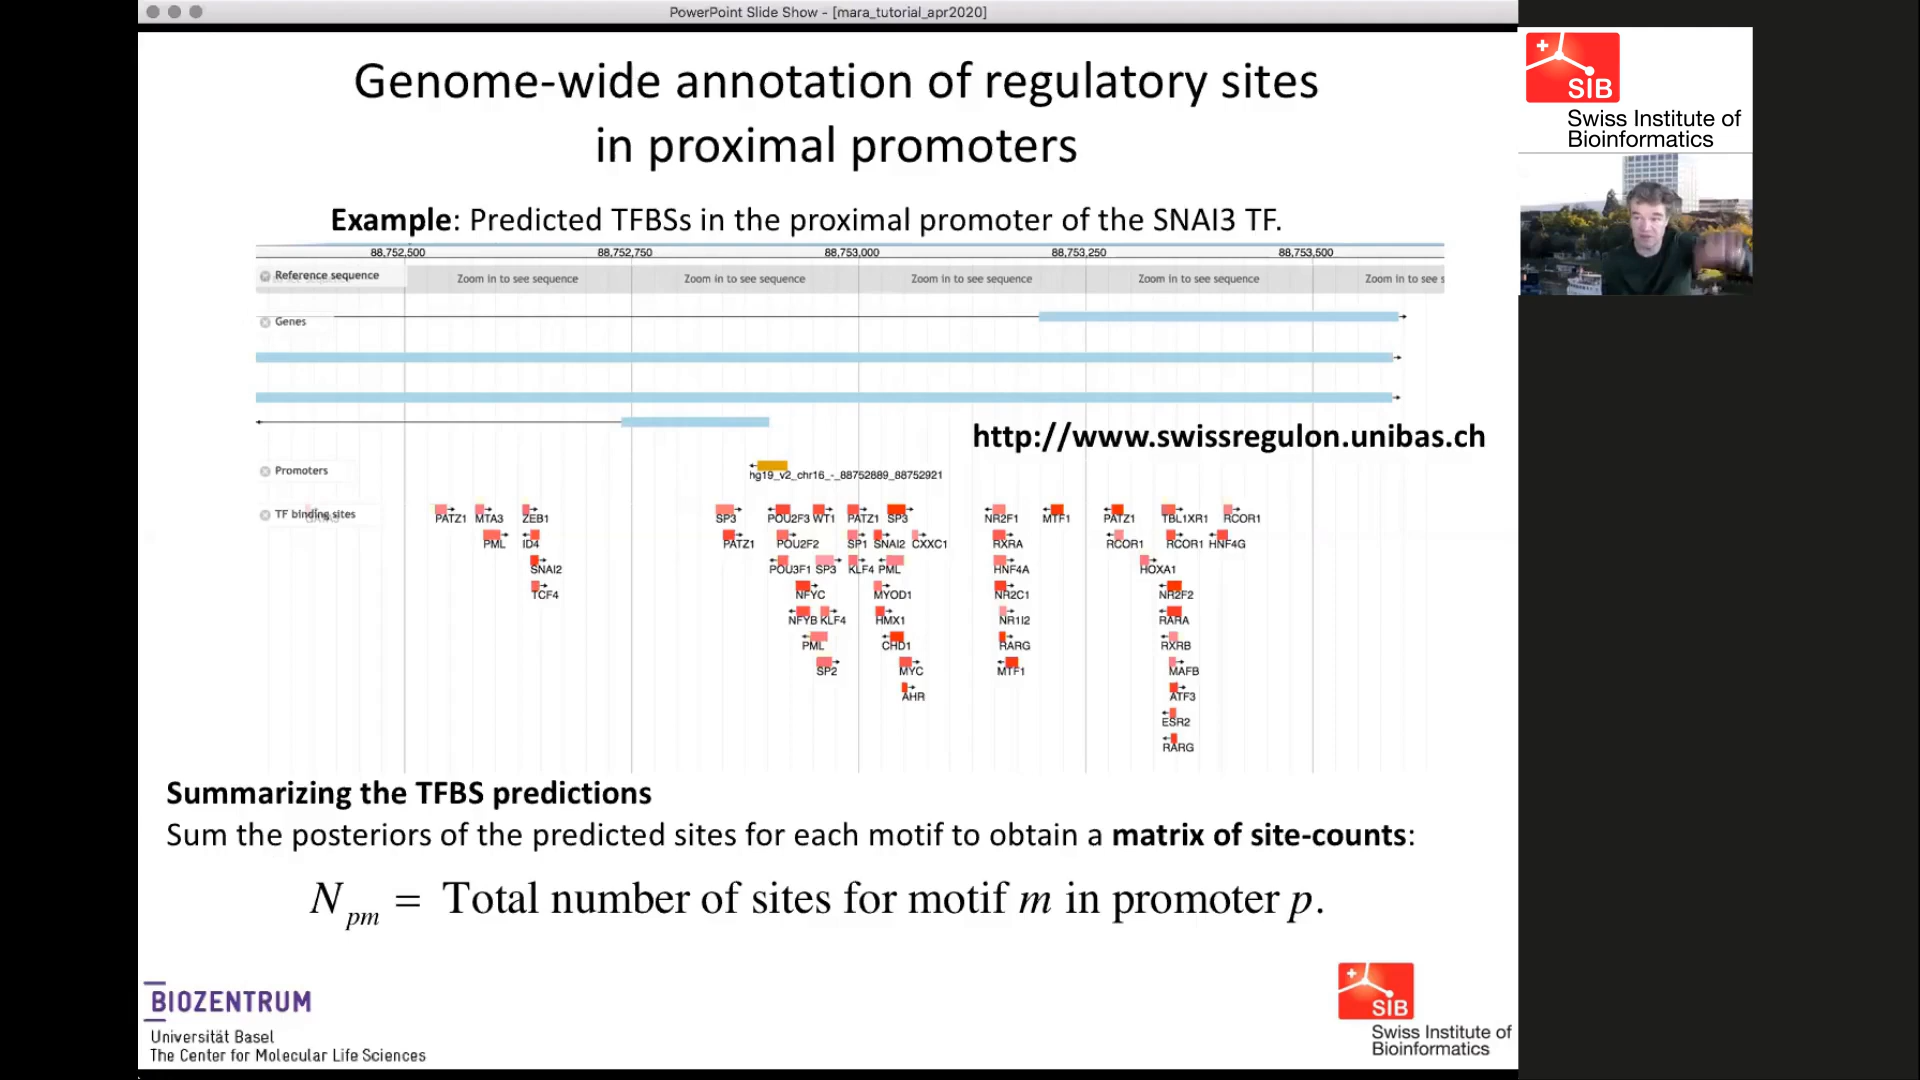 PowerPoint Slide Show - [mara_tutorial_apr2020]
Genome-wide annotation of regulatory sites
in proximal promoters
Example: Predicted TFBSs in the proximal promoter of the SNAI3 TF.
88,752,500 88,752,750 88,753,000 88,753,250 88,753,500
Reference sequence Zoom in to see sequence Zoom in to see sequence Zoom in to see sequence Zoom in to see sequence Zoom in to see s
Genes
http://www.swissregulon.unibas.ch
Promoters
hg19_v2_chr16_-_88752889_88752921
TF binding sites
PATZ1 MTA3 ZEB1 SP3 POU2F3 WT1 PATZ1 SP3 NR2F1 MTF1 PATZ1 TBL1XR1 RCOR1
PML ID4 PATZ1 POU2F2 SP1 SNAI2 CXXC1 RXRA RCOR1 RCOR1 HNF4G
SNAI2 POU3F1 SP3 KLF4 PML HNF4A HOXA1
TCF4 NFYC MYOD1 NR2C1 NR2F2
NFYB KLF4 HMX1 NR1I2 RARA
PML CHD1 RARG RXRB
SP2 MYC MTF1 MAFB
AHR ATF3
ESR2
RARG
Summarizing the TFBS predictions
Sum the posteriors of the predicted sites for each motif to obtain a matrix of site-counts:
N pm = Total number of sites for motif m in promoter p.
BIOZENTRUM
Universität Basel
The Center for Molecular Life Sciences
SIB
Swiss Institute of
Bioinformatics
SIB
Swiss Institute of
Bioinformatics